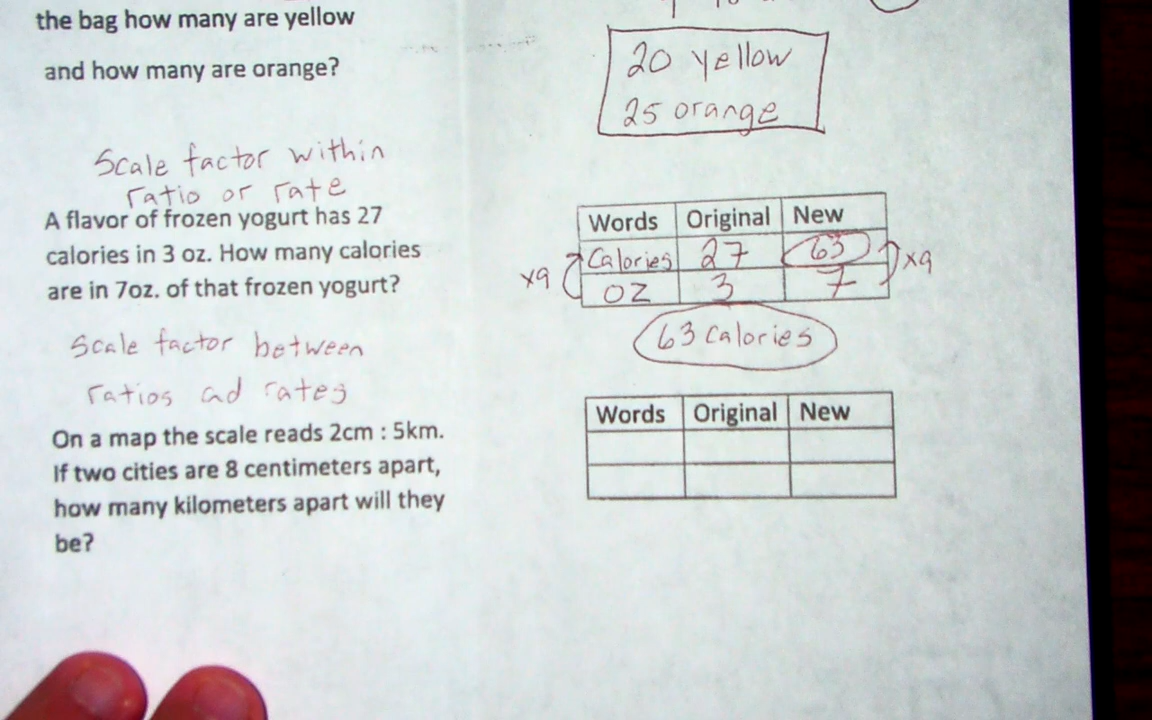 the bag how many are yellow
and how many are orange?
20 yellow
25 orange
Scale factor within
ratio or rate
A flavor of frozen yogurt has 27
calories in 3 oz. How many calories
are in 7oz. of that frozen yogurt?
Words Original New
Calories 27 63
oz 3 7
x9 x9
63 calories
Scale factor between
ratios ad rates
On a map the scale reads 2cm : 5km.
If two cities are 8 centimeters apart,
how many kilometers apart will they
be?
Words Original New